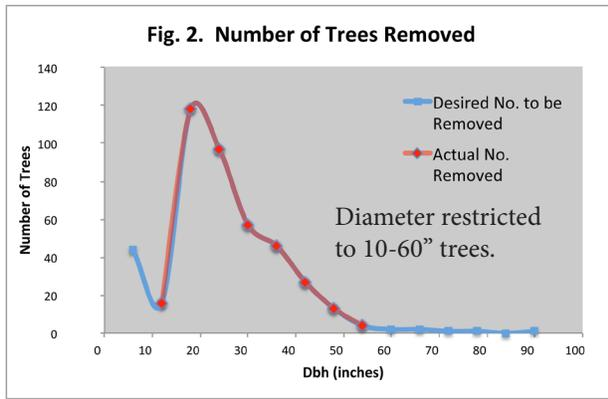 Fig. 2. Number of Trees Removed
140
120
100
80
60
40
20
0
Number of Trees
Desired No. to be
Removed
Actual No.
Removed
Diameter restricted
to 10-60” trees.
0 10 20 30 40 50 60 70 80 90 100
Dbh (inches)